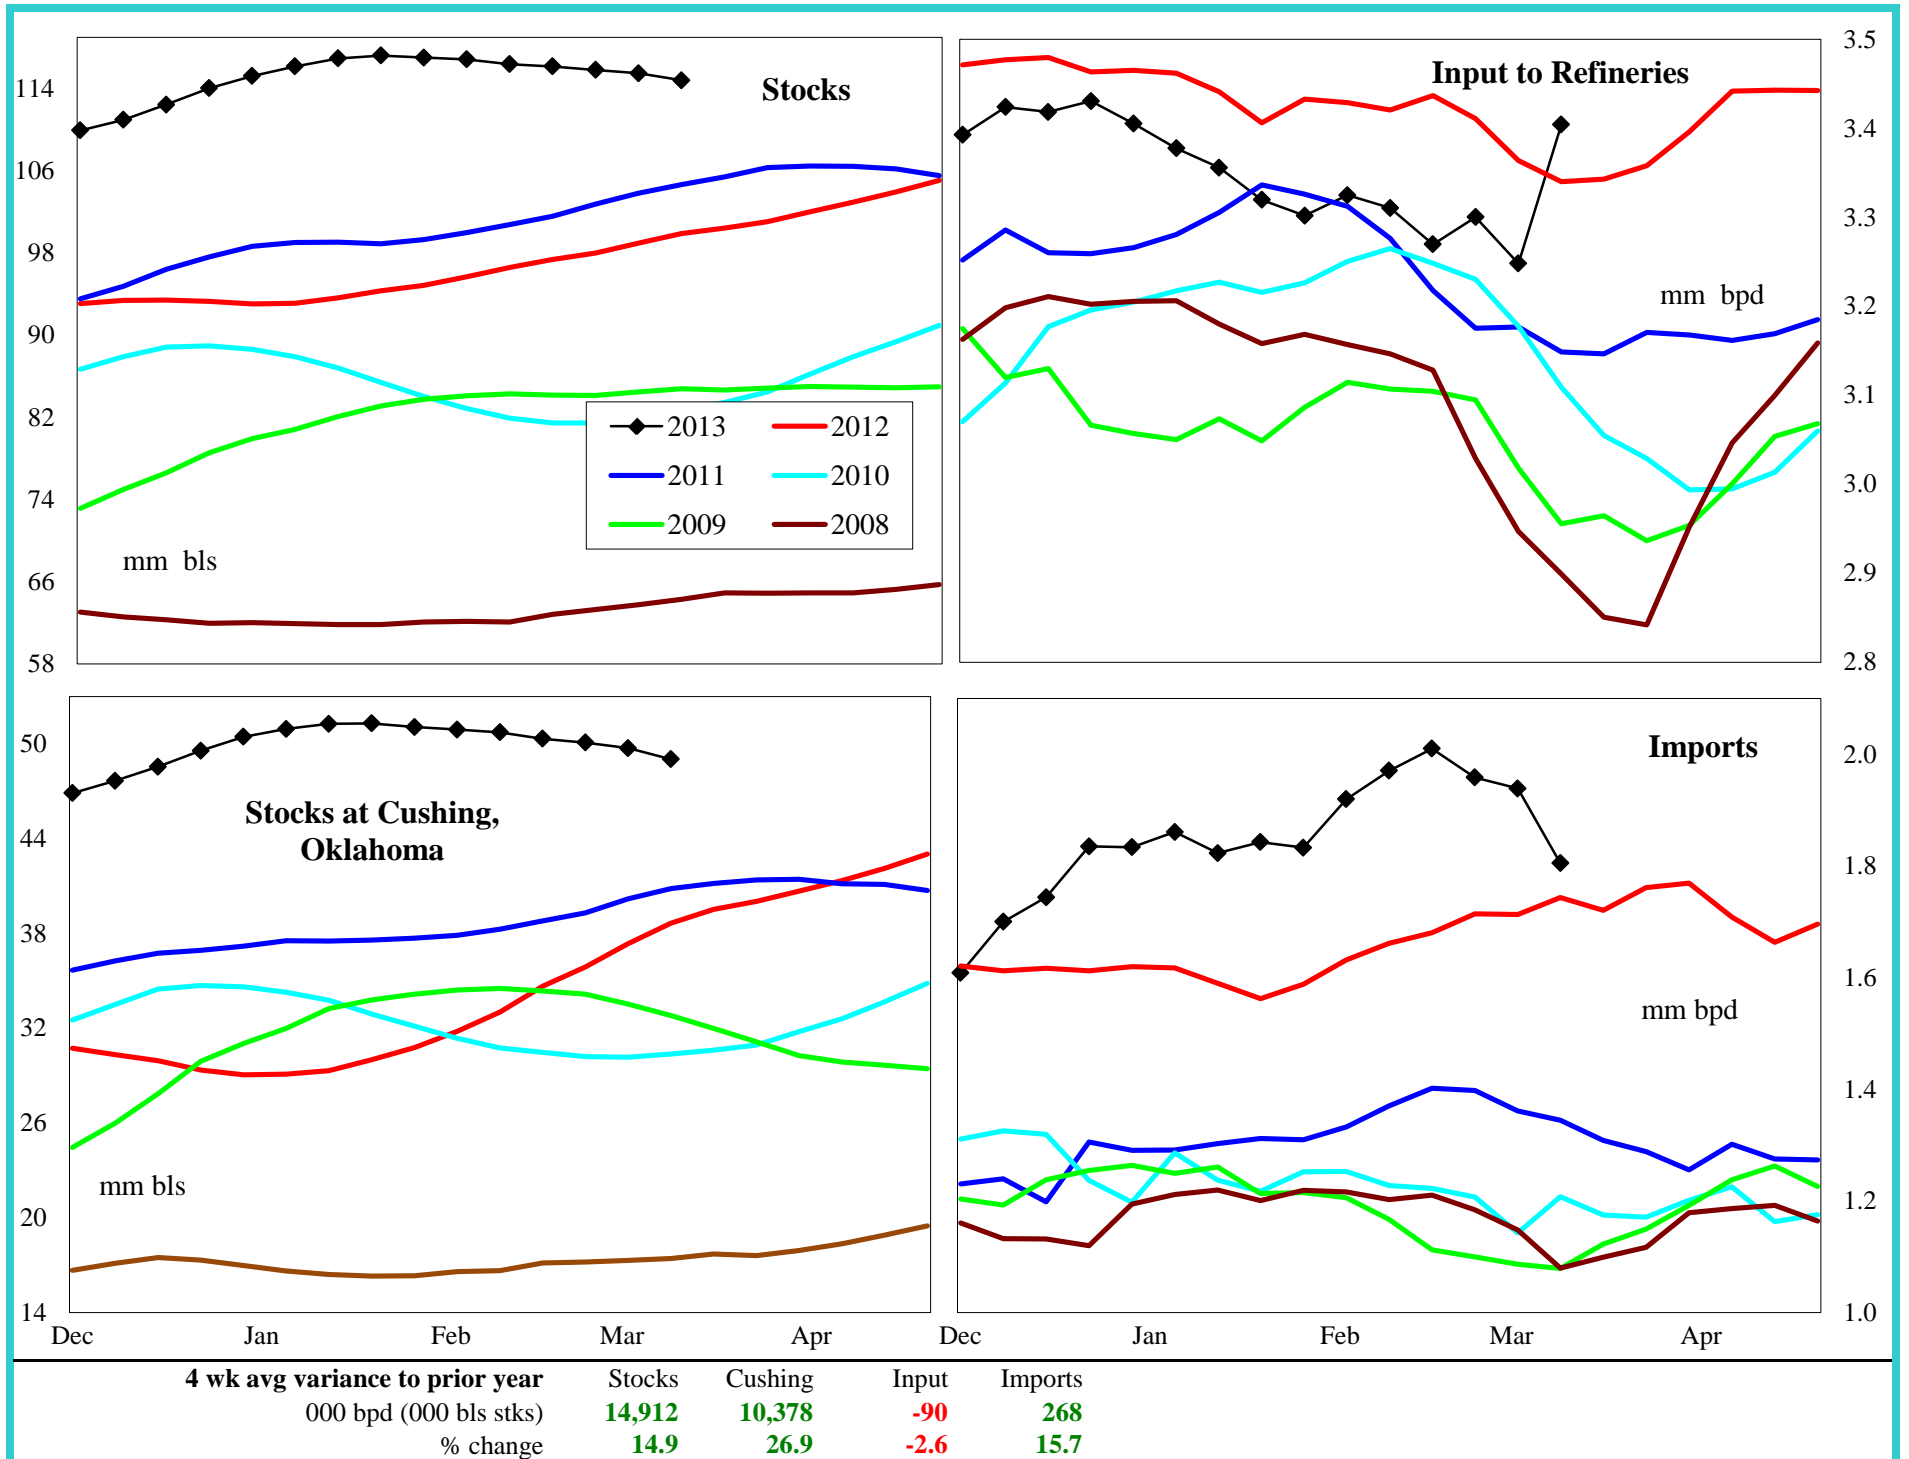 Stocks
114
106
98
90
82
74
66
58
mm bls
2013
2012
2011
2010
2009
2008
Input to Refineries
mm bpd
3.5
3.4
3.3
3.2
3.1
3.0
2.9
2.8
Stocks at Cushing,
Oklahoma
50
44
38
32
26
20
14
mm bls
Dec Jan Feb Mar Apr
Imports
mm bpd
2.0
1.8
1.6
1.4
1.2
1.0
Dec Jan Feb Mar Apr
4 wk avg variance to prior year Stocks Cushing Input Imports
000 bpd (000 bls stks) 14,912 10,378 -90 268
% change 14.9 26.9 -2.6 15.7